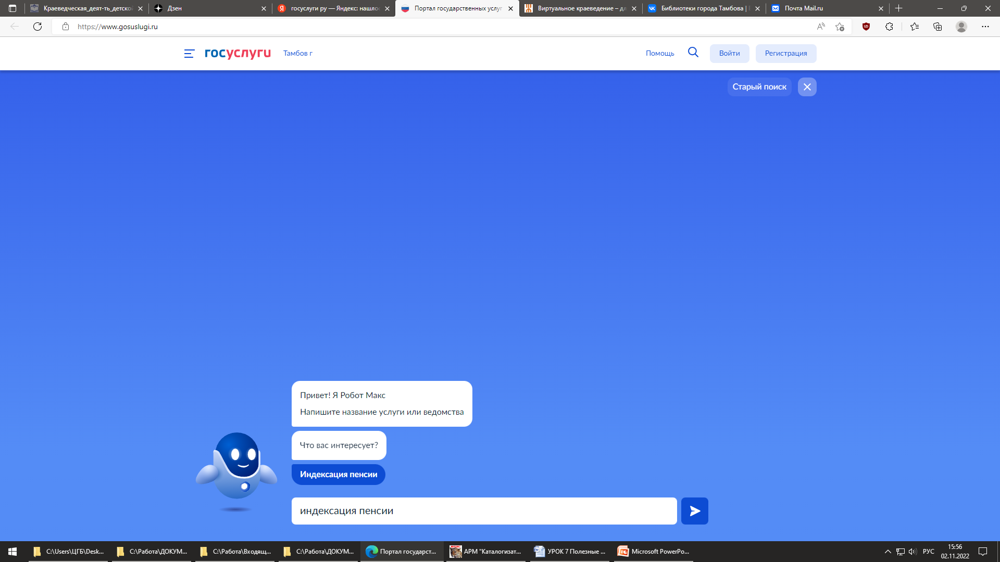 Краеведческая_деят-ть_детской
Дзен
госуслуги ру — Яндекс: нашлос
Портал государственных услуг
Виртуальное краеведение – дл
Библиотеки города Тамбова |
Почта Mail.ru
https://www.gosuslugi.ru
госуслуги
Тамбов г
Помощь
Войти
Регистрация
Старый поиск
Привет! Я Робот Макс
Напишите название услуги или ведомства
Что вас интересует?
Индексация пенсии
индексация пенсии
C:\Users\ЦГБ\Desk...
C:\Работа\ДОКУМ...
C:\Работа\Входящ...
C:\Работа\ДОКУМ...
Портал государст...
АРМ "Каталогизат...
УРОК 7 Полезные ...
Microsoft PowerPo...
РУС
15:56
02.11.2022